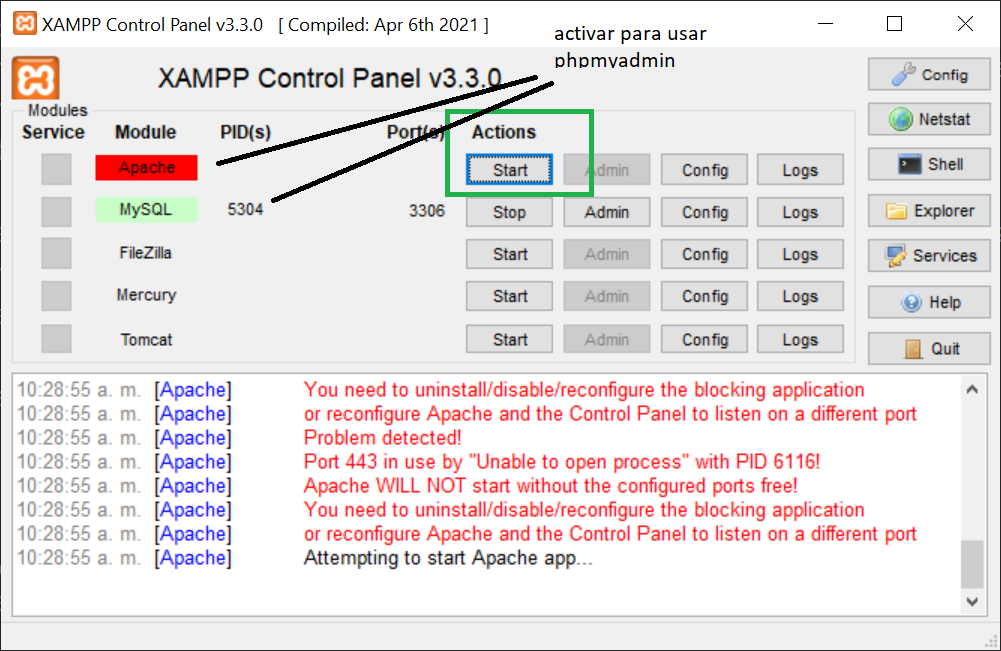 XAMPP Control Panel v3.3.0   [ Compiled: Apr 6th 2021 ]
activar para usar
phpmyadmin
XAMPP Control Panel v3.3.0
Config
Modules
Service Module PID(s) Port(s) Actions
Netstat
Apache Start Admin Config Logs
Shell
MySQL 5304 3306 Stop Admin Config Logs
Explorer
FileZilla Start Admin Config Logs
Services
Mercury Start Admin Config Logs
Help
Tomcat Start Admin Config Logs
Quit
10:28:55 a. m. [Apache] You need to uninstall/disable/reconfigure the blocking application
10:28:55 a. m. [Apache] or reconfigure Apache and the Control Panel to listen on a different port
10:28:55 a. m. [Apache] Problem detected!
10:28:55 a. m. [Apache] Port 443 in use by "Unable to open process" with PID 6116!
10:28:55 a. m. [Apache] Apache WILL NOT start without the configured ports free!
10:28:55 a. m. [Apache] You need to uninstall/disable/reconfigure the blocking application
10:28:55 a. m. [Apache] or reconfigure Apache and the Control Panel to listen on a different port
10:28:55 a. m. [Apache] Attempting to start Apache app...